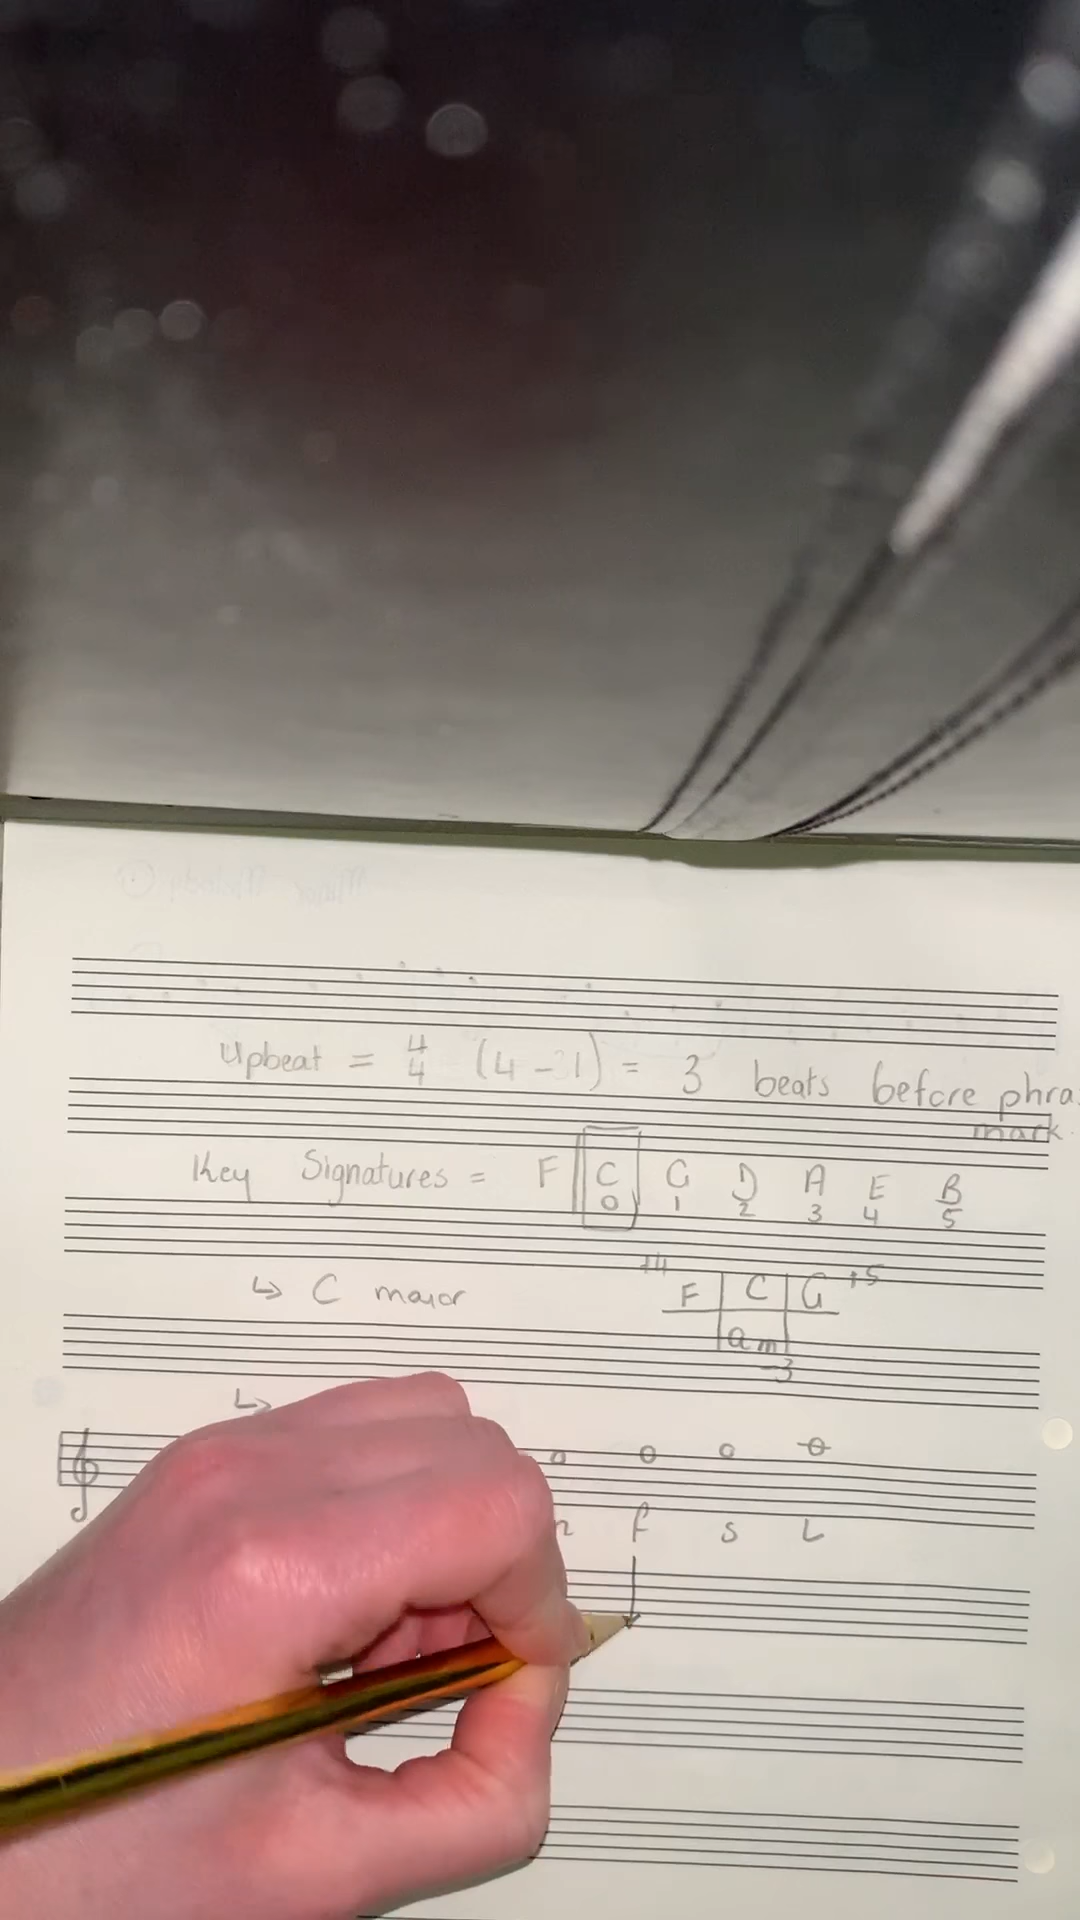 Upbeat = 4/4 (4-1) = 3 beats before phra
mark.
Key Signatures = F C G D A E B
0 1 2 3 4 5
↳ C major
+4 F C G +5
am
-3
↳
f s L